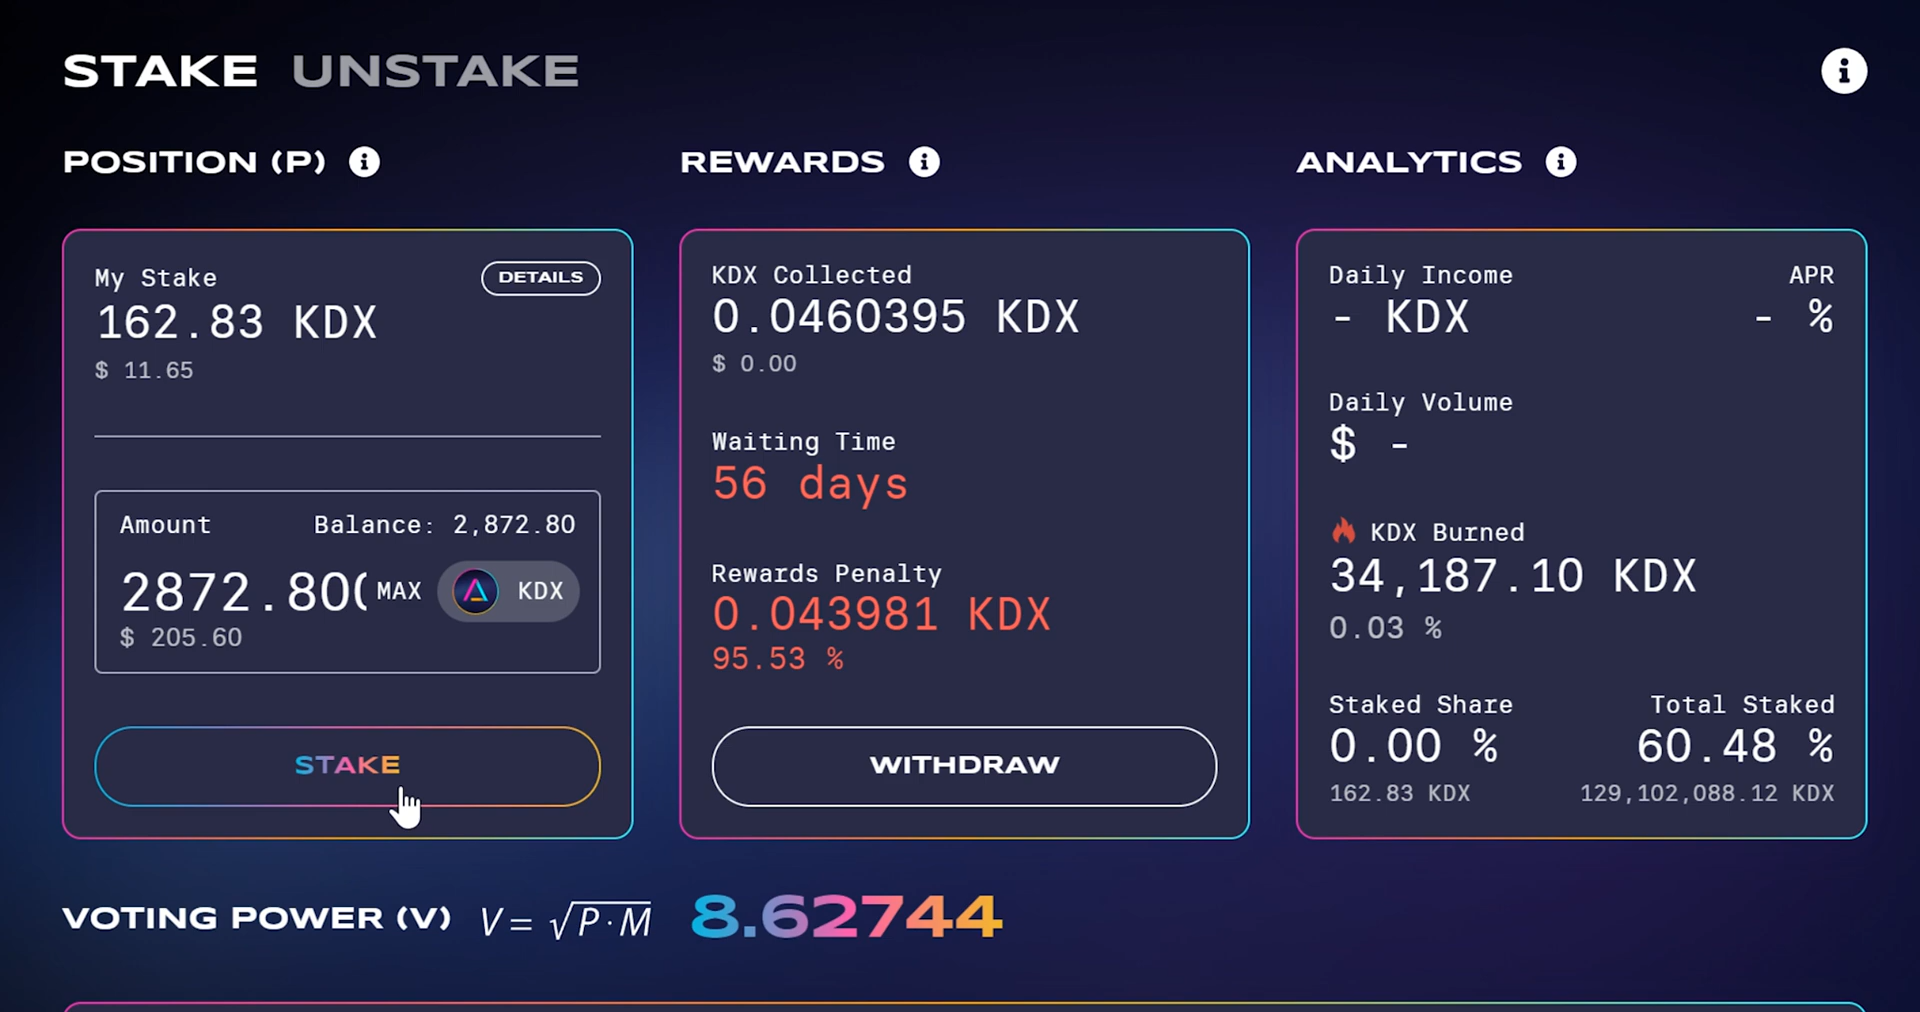 STAKE UNSTAKE
POSITION (P)
My Stake DETAILS
162.83 KDX
$ 11.65
Amount Balance: 2,872.80
2872.80( MAX KDX
$ 205.60
STAKE
REWARDS
KDX Collected
0.0460395 KDX
$ 0.00
Waiting Time
56 days
Rewards Penalty
0.043981 KDX
95.53 %
WITHDRAW
ANALYTICS
Daily Income APR
- KDX - %
Daily Volume
$ -
KDX Burned
34,187.10 KDX
0.03 %
Staked Share Total Staked
0.00 % 60.48 %
162.83 KDX 129,102,088.12 KDX
VOTING POWER (V) V = √P·M 8.62744